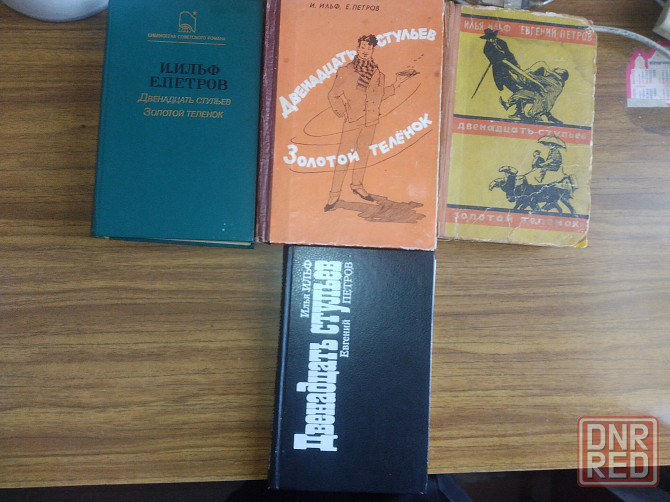 БИБЛИОТЕКА СОВЕТСКОГО РОМАНА
И.ИЛЬФ
Е.ПЕТРОВ
ДВЕНАДЦАТЬ СТУЛЬЕВ
ЗОЛОТОЙ ТЕЛЕНОК
И. ИЛЬФ, Е. ПЕТРОВ
ДВЕНАДЦАТЬ СТУЛЬЕВ
ЗОЛОТОЙ ТЕЛЁНОК
ИЛЬЯ ИЛЬФ ЕВГЕНИЙ ПЕТРОВ
ДВЕНАДЦАТЬ СТУЛЬЕВ
ЗОЛОТОЙ ТЕЛЕНОК
Илья ИЛЬФ
Двенадцать стульев
Евгений ПЕТРОВ
DNR
RED